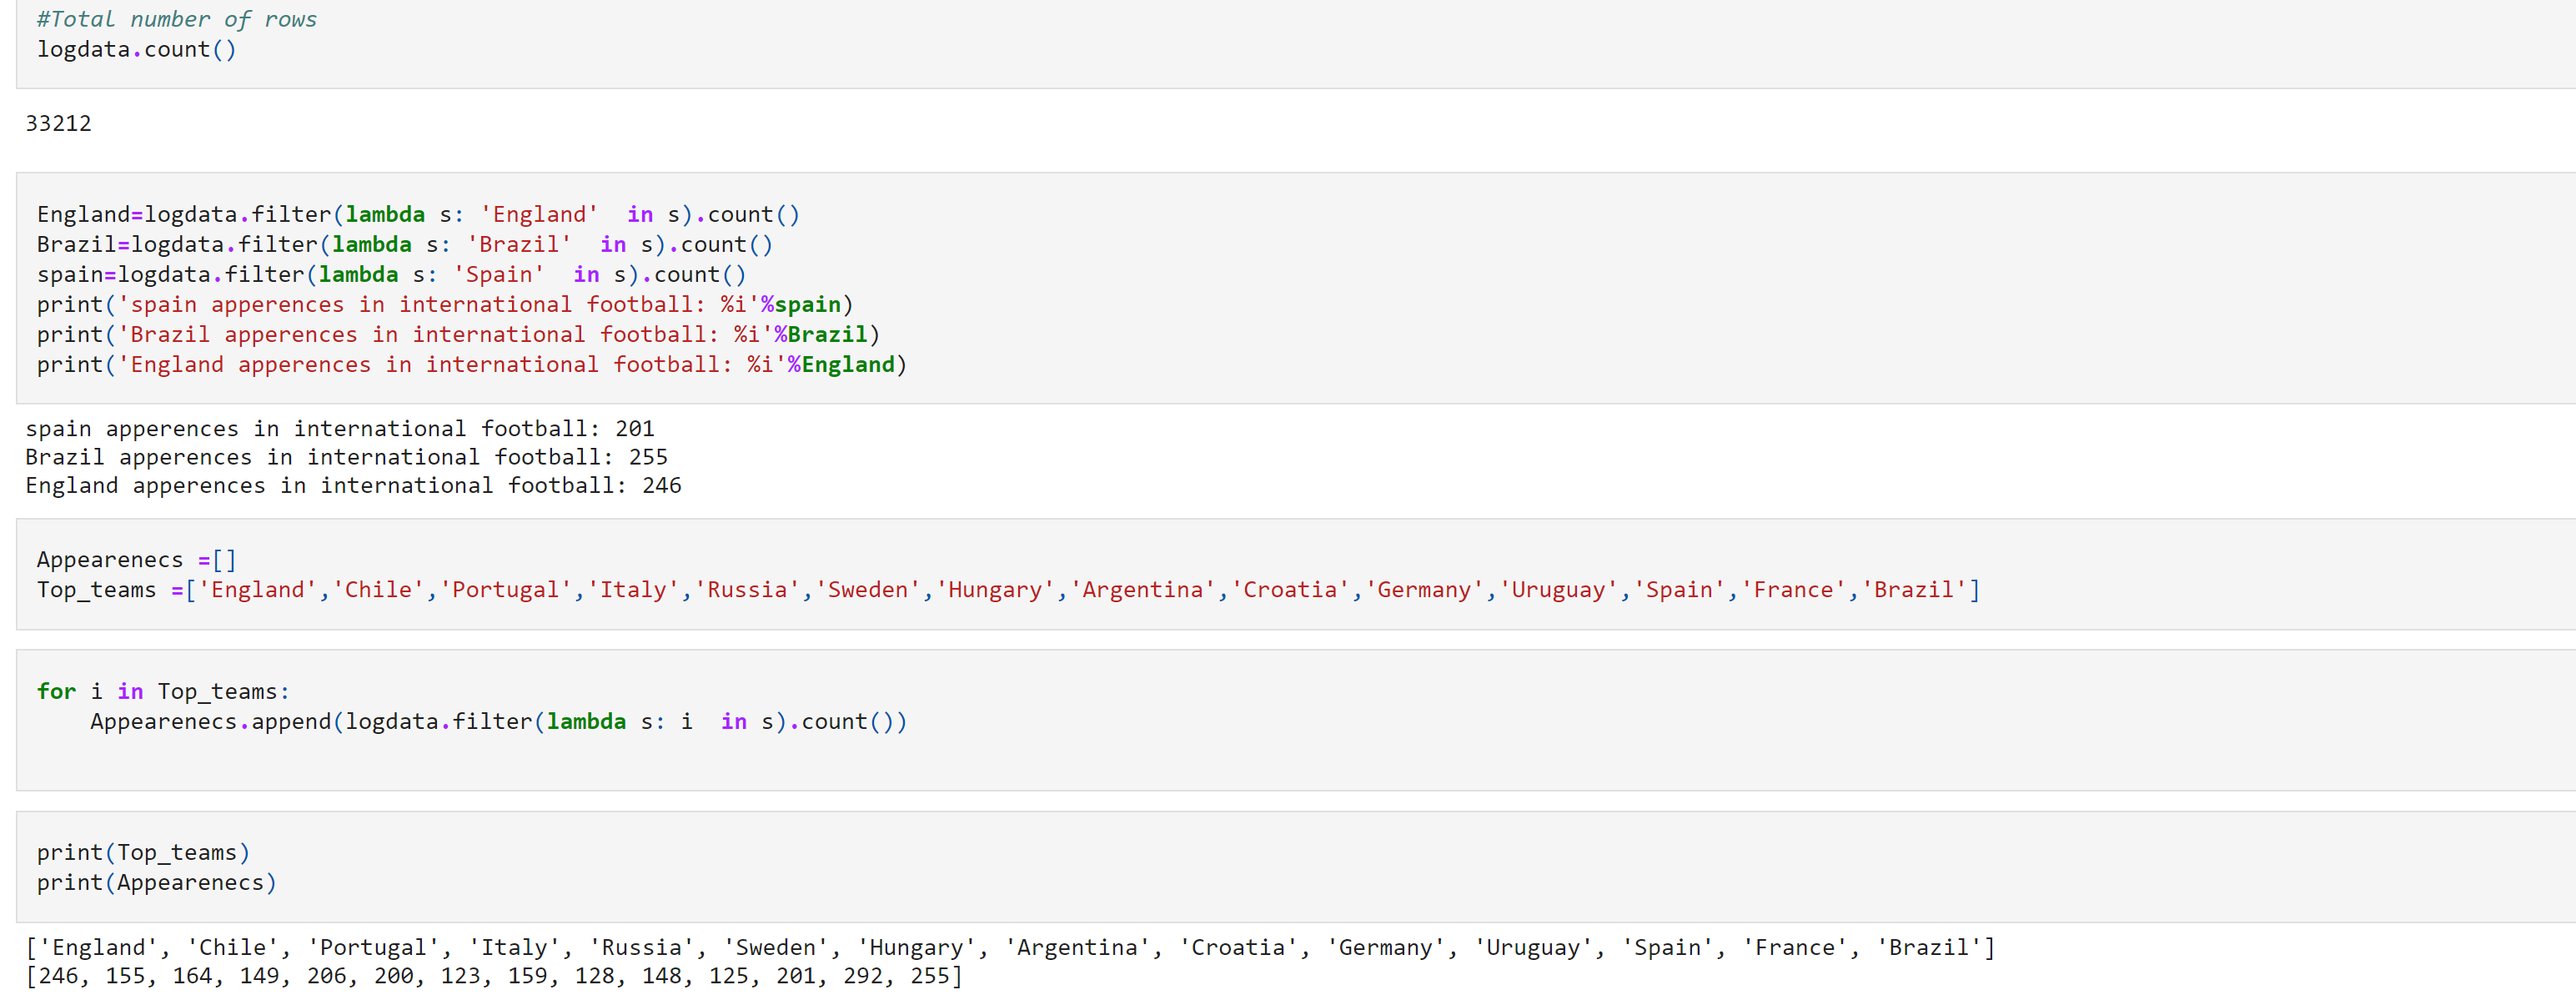 #Total number of rows
logdata.count()
33212
England=logdata.filter(lambda s: 'England'  in s).count()
Brazil=logdata.filter(lambda s: 'Brazil'  in s).count()
spain=logdata.filter(lambda s: 'Spain'  in s).count()
print('spain apperences in international football: %i'%spain)
print('Brazil apperences in international football: %i'%Brazil)
print('England apperences in international football: %i'%England)
spain apperences in international football: 201
Brazil apperences in international football: 255
England apperences in international football: 246
Appearenecs =[]
Top_teams =['England','Chile','Portugal','Italy','Russia','Sweden','Hungary','Argentina','Croatia','Germany','Uruguay','Spain','France','Brazil']
for i in Top_teams:
    Appearenecs.append(logdata.filter(lambda s: i  in s).count())
print(Top_teams)
print(Appearenecs)
['England', 'Chile', 'Portugal', 'Italy', 'Russia', 'Sweden', 'Hungary', 'Argentina', 'Croatia', 'Germany', 'Uruguay', 'Spain', 'France', 'Brazil']
[246, 155, 164, 149, 206, 200, 123, 159, 128, 148, 125, 201, 292, 255]